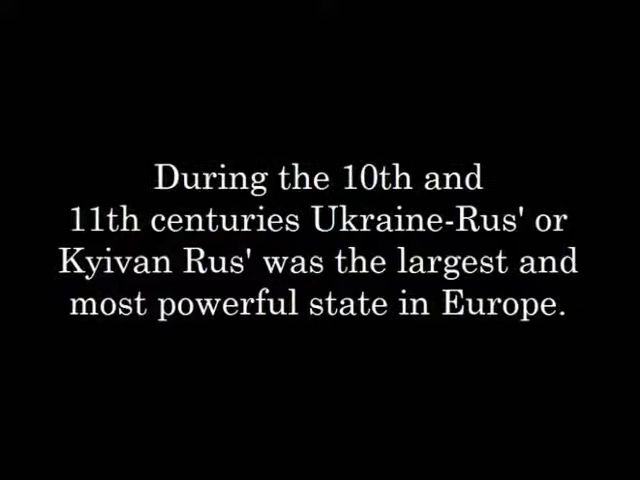 During the 10th and
11th centuries Ukraine-Rus' or
Kyivan Rus' was the largest and
most powerful state in Europe.